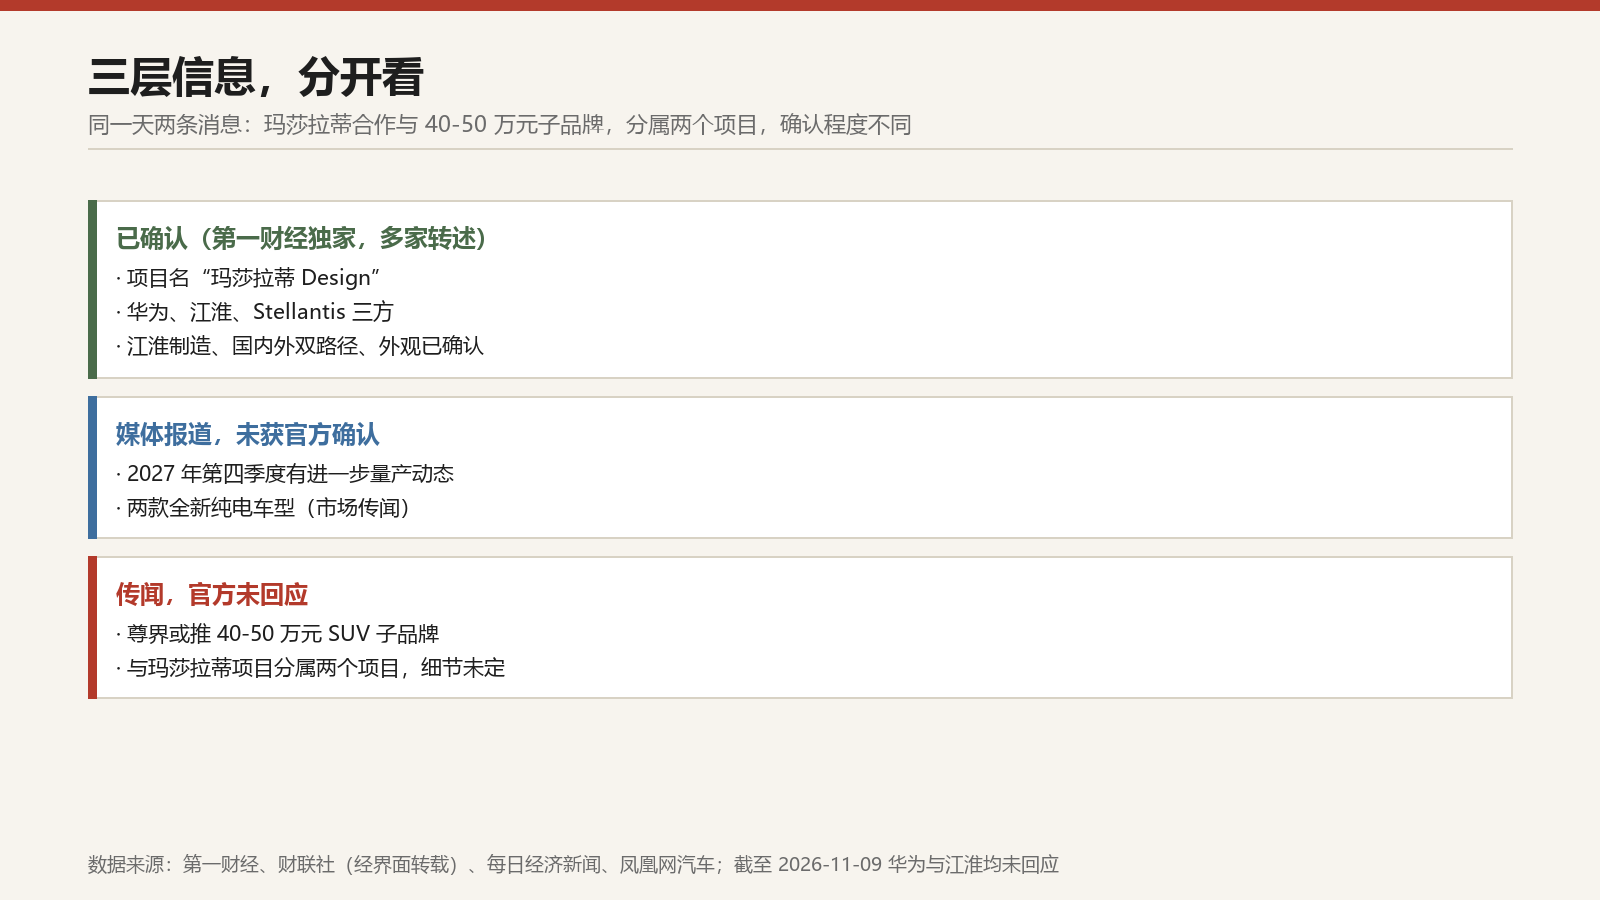 三层信息，分开看
同一天两条消息：玛莎拉蒂合作与 40-50 万元子品牌，分属两个项目，确认程度不同
已确认（第一财经独家，多家转述）
· 项目名“玛莎拉蒂 Design”
· 华为、江淮、Stellantis 三方
· 江淮制造、国内外双路径、外观已确认
媒体报道，未获官方确认
· 2027 年第四季度有进一步量产动态
· 两款全新纯电车型（市场传闻）
传闻，官方未回应
· 尊界或推 40-50 万元 SUV 子品牌
· 与玛莎拉蒂项目分属两个项目，细节未定
数据来源：第一财经、财联社（经界面转载）、每日经济新闻、凤凰网汽车；截至 2026-11-09 华为与江淮均未回应